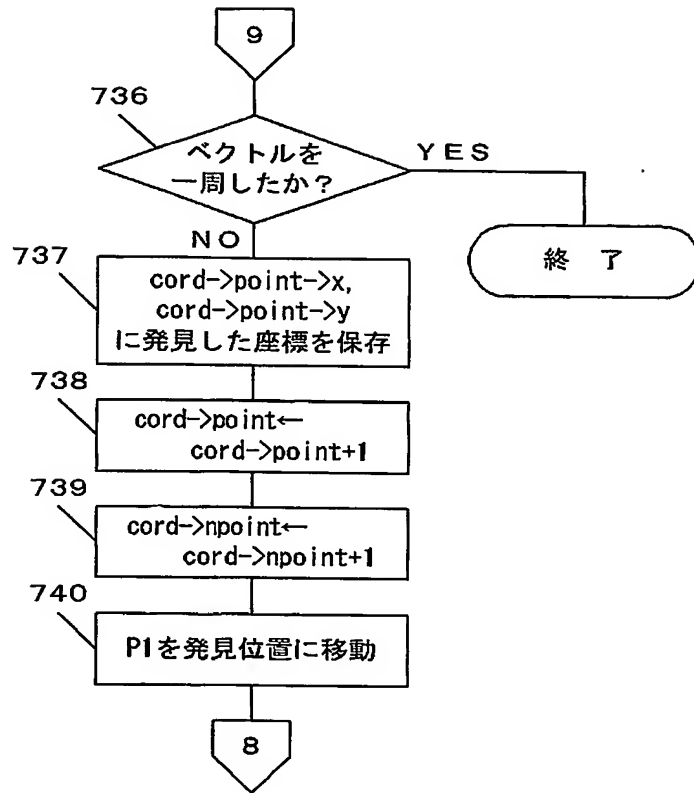 9
736
ベクトルを
一周したか?
YES
NO
終 了
737
cord->point->x,
cord->point->y
に発見した座標を保存
738
cord->point←
cord->point+1
739
cord->npoint←
cord->npoint+1
740
P1を発見位置に移動
8